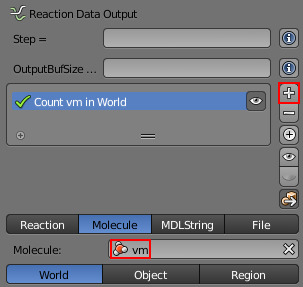 Reaction Data Output
Step =
OutputBufSize ...
Count vm in World
Reaction Molecule MDLString File
Molecule: vm
World Object Region